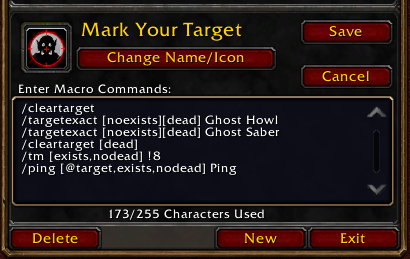 Mark Your Target
Save
Change Name/Icon
Cancel
Enter Macro Commands:
/cleartarget
/targetexact [noexists][dead] Ghost Howl
/targetexact [noexists][dead] Ghost Saber
/cleartarget [dead]
/tm [exists,nodead] !8
/ping [@target,exists,nodead] Ping
173/255 Characters Used
Delete
New
Exit